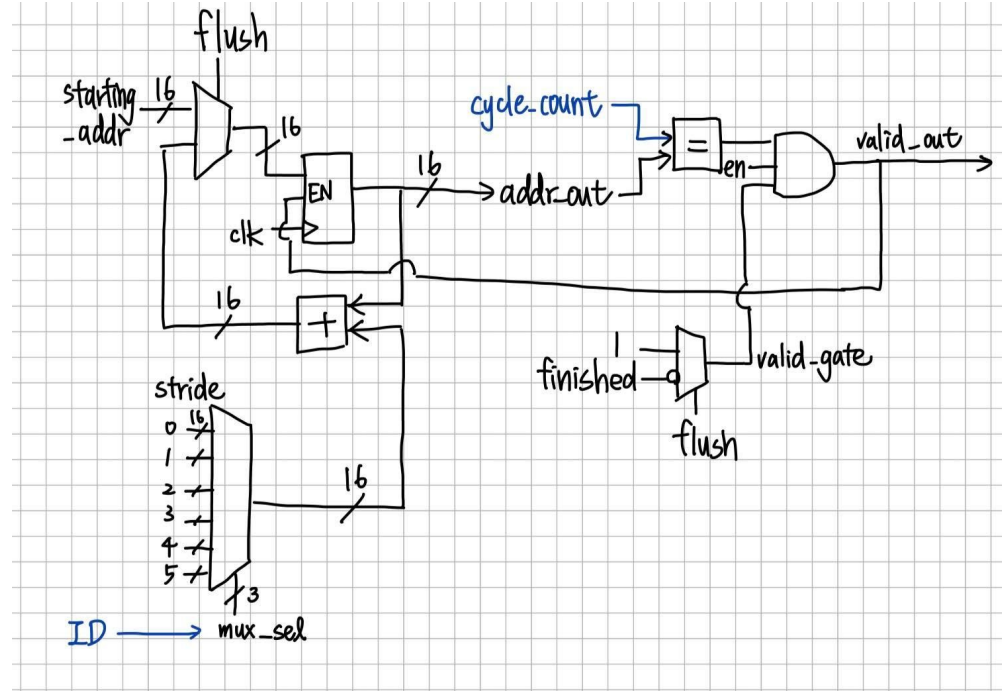 flush
starting
_addr
16
16
EN
clk
16
addr_out
cycle_count
=
en
valid_out
16
+
1
finished
valid_gate
flush
stride
0
16
1
2
3
4
5
16
3
ID
mux_sel